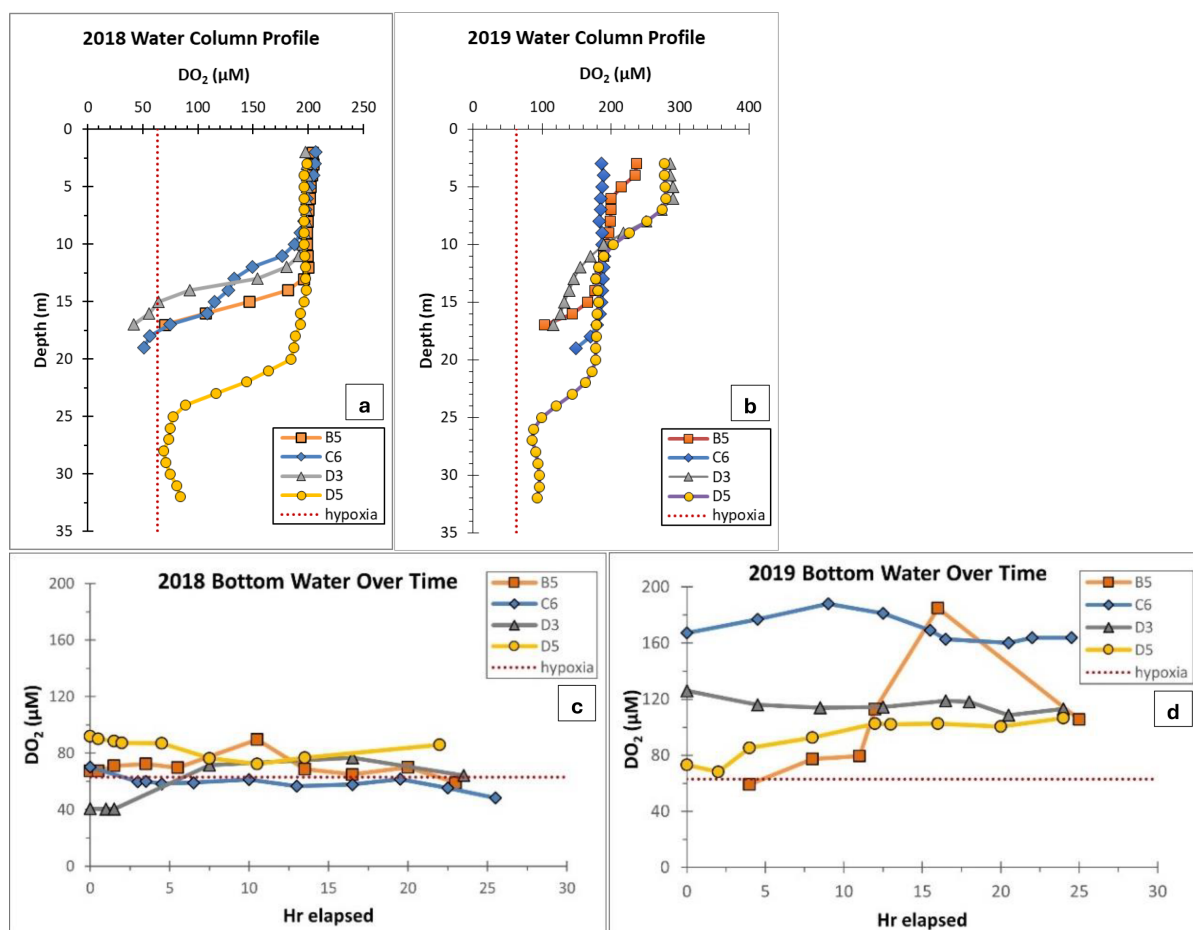 2018 Water Column Profile
DO₂ (µM)
0 50 100 150 200 250
0
5
10
15
20
25
30
35
Depth (m)
a
B5
C6
D3
D5
hypoxia
2019 Water Column Profile
DO₂ (µM)
0 100 200 300 400
0
5
10
15
20
25
30
35
Depth (m)
b
B5
C6
D3
D5
hypoxia
2018 Bottom Water Over Time
200
160
120
80
40
0
DO₂ (µM)
B5
C6
D3
D5
hypoxia
c
0 5 10 15 20 25 30
Hr elapsed
2019 Bottom Water Over Time
200
160
120
80
40
0
DO₂ (µM)
B5
C6
D3
D5
hypoxia
d
0 5 10 15 20 25 30
Hr elapsed